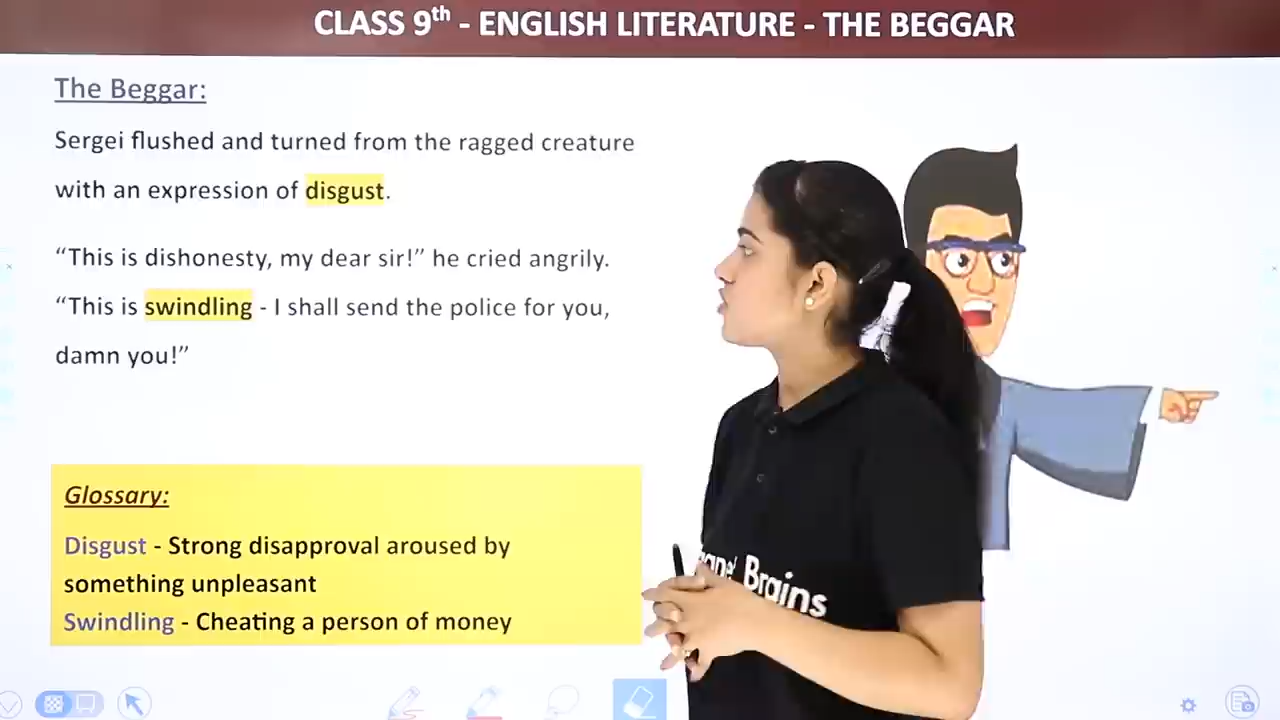 CLASS 9th - ENGLISH LITERATURE - THE BEGGAR
The Beggar:
Sergei flushed and turned from the ragged creature
with an expression of disgust.
“This is dishonesty, my dear sir!” he cried angrily.
“This is swindling - I shall send the police for you,
damn you!”
Glossary:
Disgust - Strong disapproval aroused by
something unpleasant
Swindling - Cheating a person of money
Brains